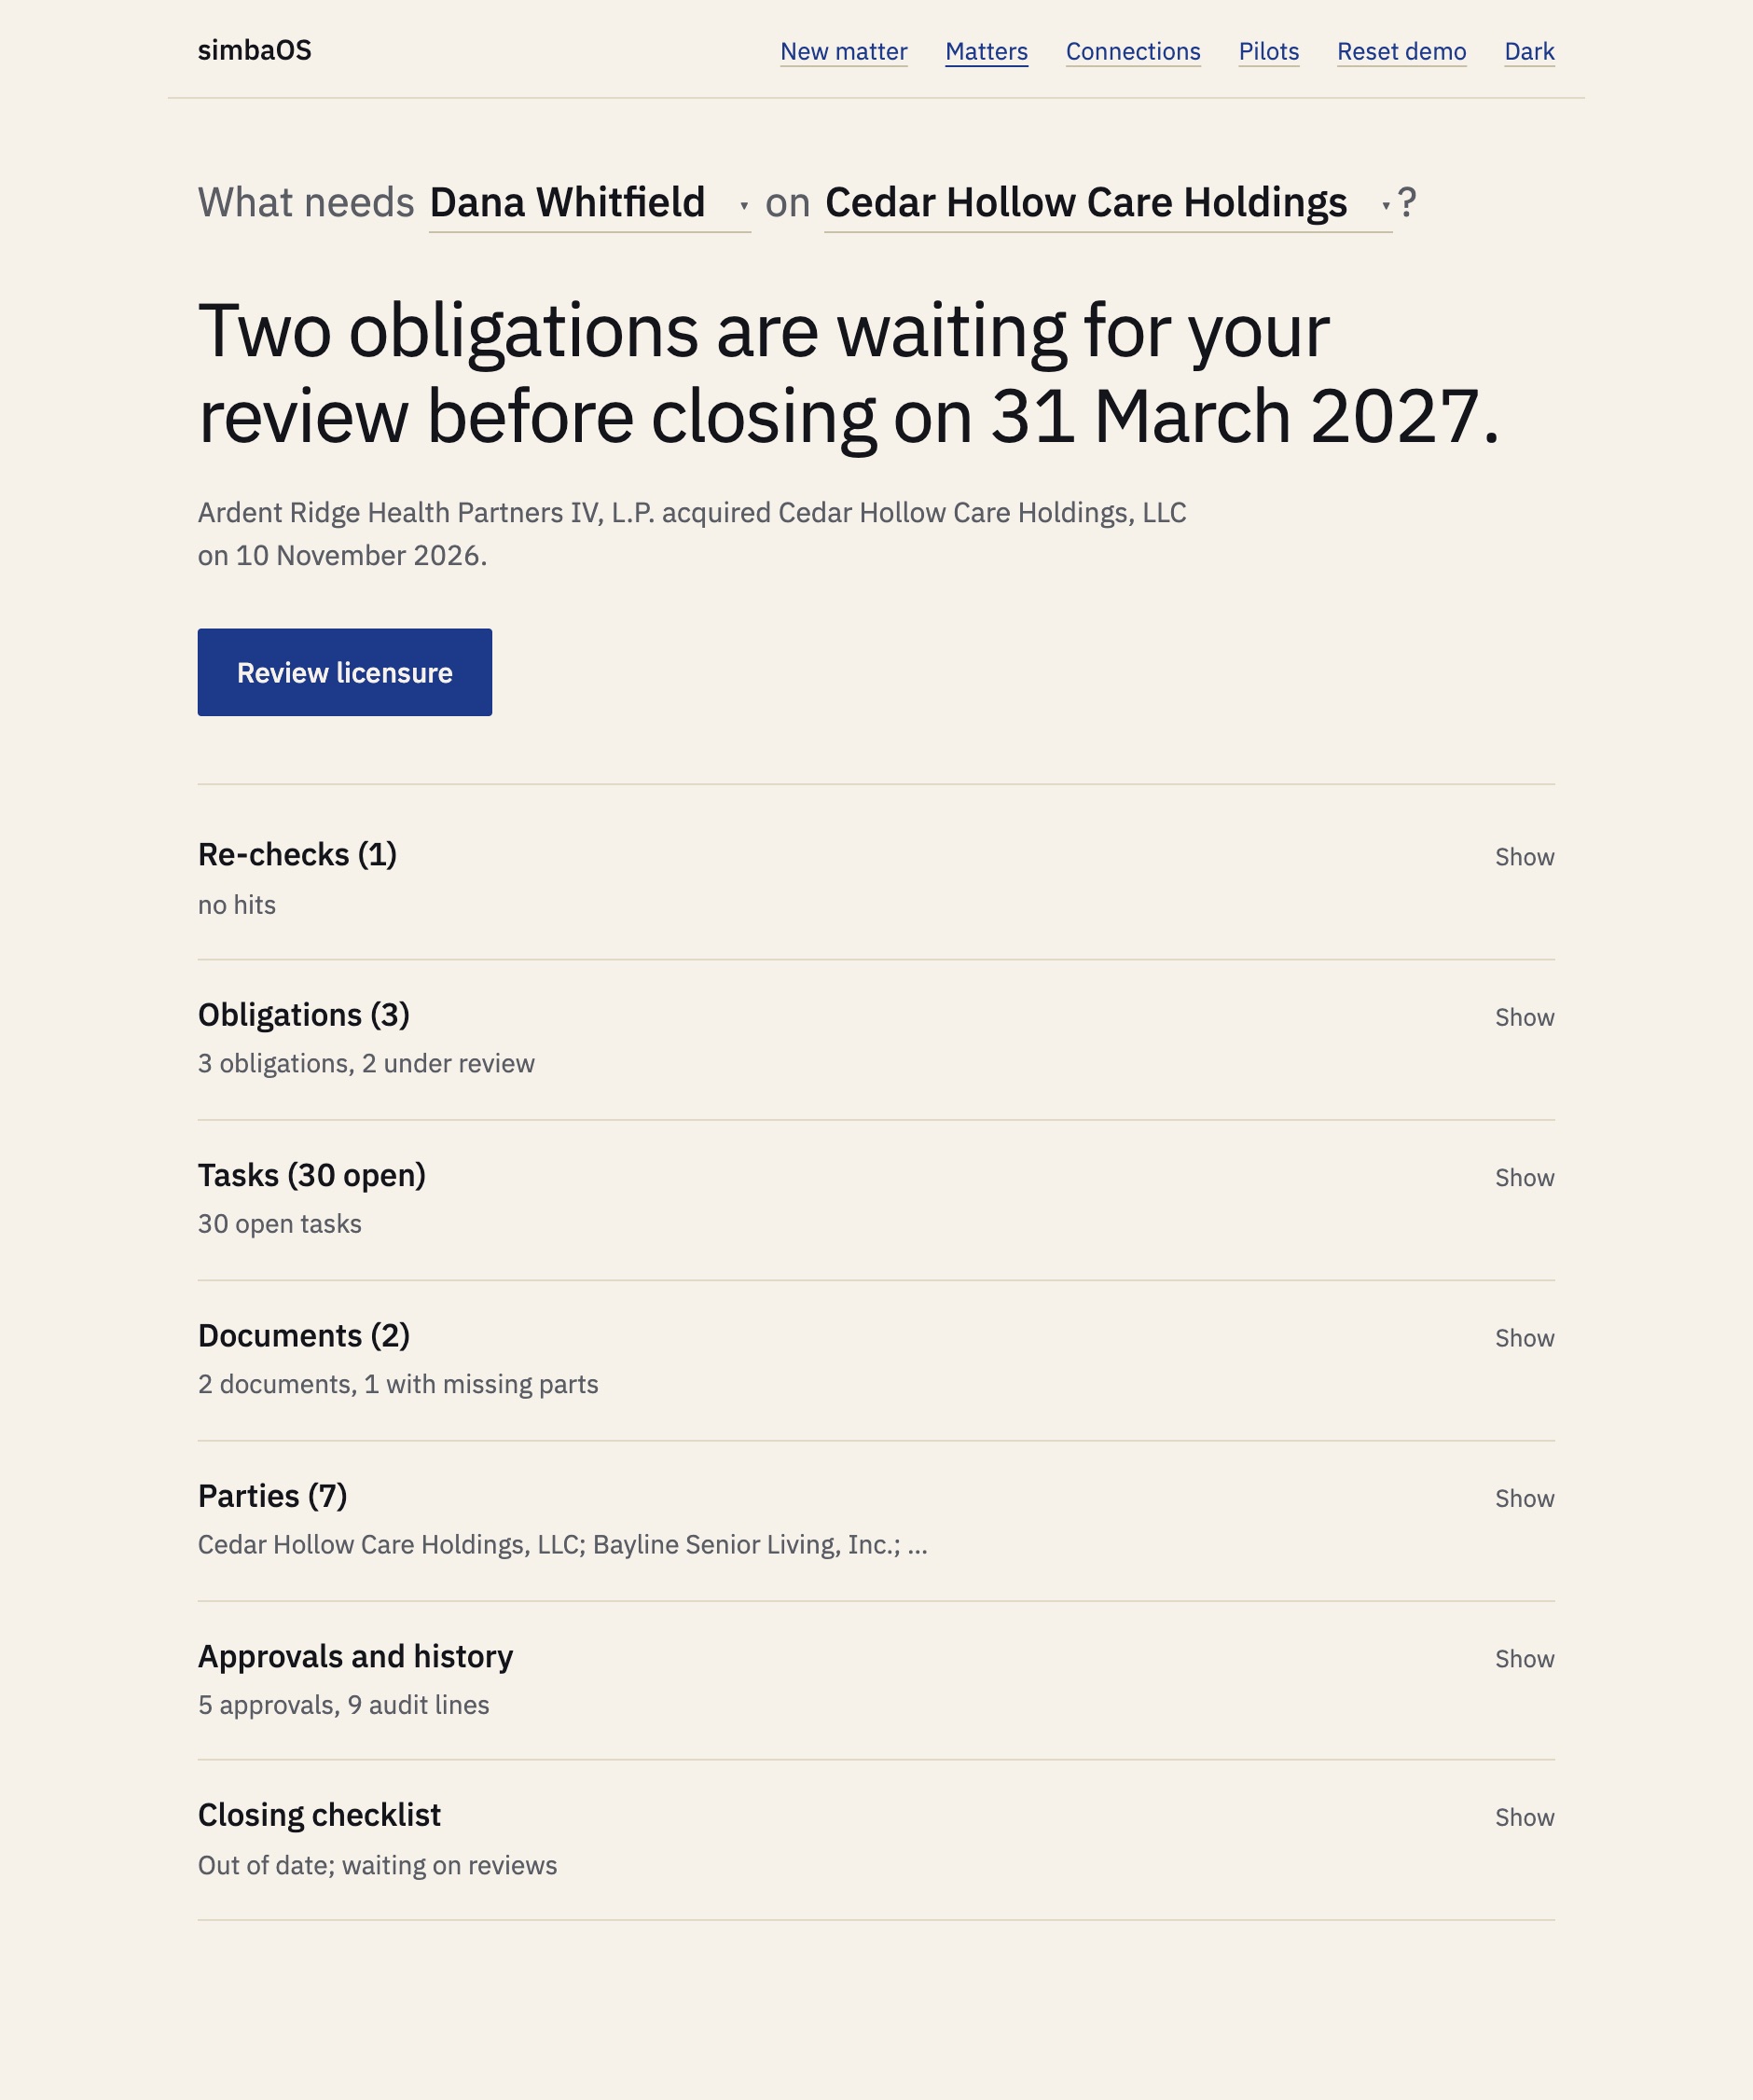 simbaOS
New matter Matters Connections Pilots Reset demo Dark
What needs Dana Whitfield ▾ on Cedar Hollow Care Holdings ▾ ?
Two obligations are waiting for your
review before closing on 31 March 2027.
Ardent Ridge Health Partners IV, L.P. acquired Cedar Hollow Care Holdings, LLC
on 10 November 2026.
Review licensure
Re-checks (1) Show
no hits
Obligations (3) Show
3 obligations, 2 under review
Tasks (30 open) Show
30 open tasks
Documents (2) Show
2 documents, 1 with missing parts
Parties (7) Show
Cedar Hollow Care Holdings, LLC; Bayline Senior Living, Inc.; ...
Approvals and history Show
5 approvals, 9 audit lines
Closing checklist Show
Out of date; waiting on reviews